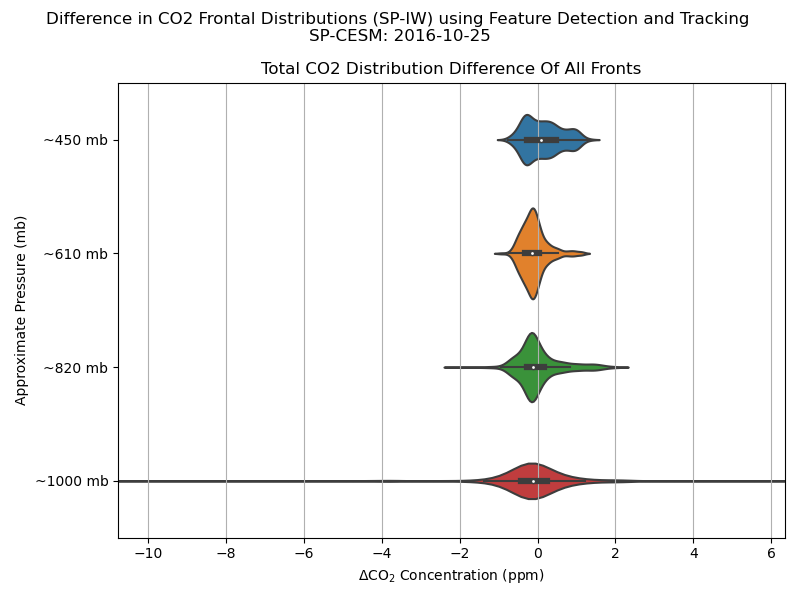 Difference in CO2 Frontal Distributions (SP-IW) using Feature Detection and Tracking
SP-CESM: 2016-10-25
Total CO2 Distribution Difference Of All Fronts
Approximate Pressure (mb)
~450 mb
~610 mb
~820 mb
~1000 mb
−10 −8 −6 −4 −2 0 2 4 6
ΔCO₂ Concentration (ppm)